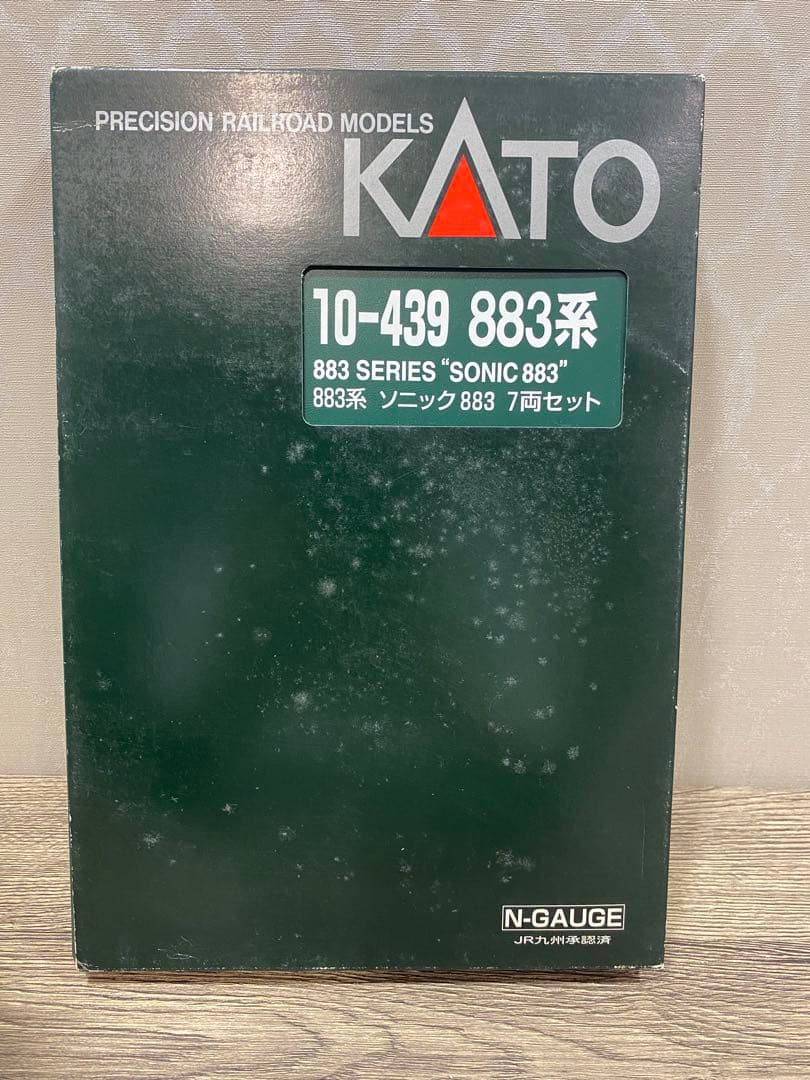 PRECISION RAILROAD MODELS
KATO
10-439 883系
883 SERIES “SONIC 883”
883系 ソニック883 7両セット
N-GAUGE
JR九州承認済